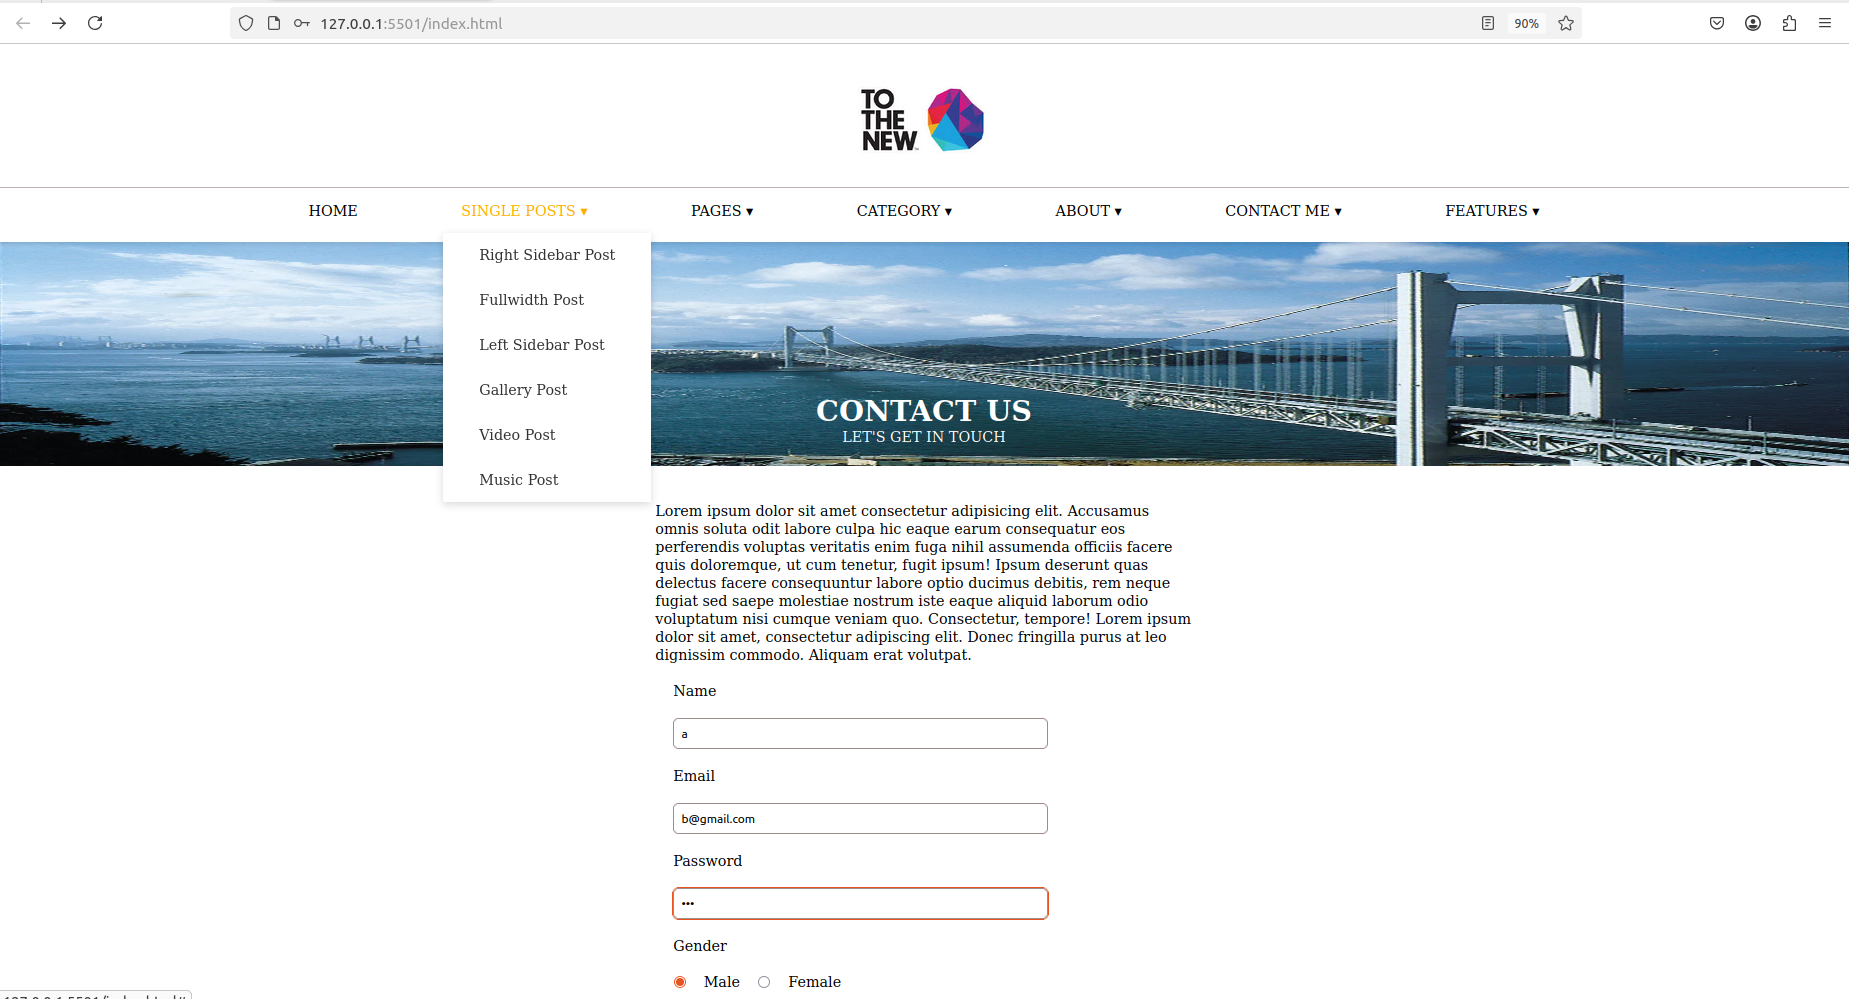 127.0.0.1:5501/index.html
90%
TO
THE
NEW
HOME
SINGLE POSTS ▾
PAGES ▾
CATEGORY ▾
ABOUT ▾
CONTACT ME ▾
FEATURES ▾
Right Sidebar Post
Fullwidth Post
Left Sidebar Post
Gallery Post
Video Post
Music Post
CONTACT US
LET'S GET IN TOUCH
Lorem ipsum dolor sit amet consectetur adipisicing elit. Accusamus
omnis soluta odit labore culpa hic eaque earum consequatur eos
perferendis voluptas veritatis enim fuga nihil assumenda officiis facere
quis doloremque, ut cum tenetur, fugit ipsum! Ipsum deserunt quas
delectus facere consequuntur labore optio ducimus debitis, rem neque
fugiat sed saepe molestiae nostrum iste eaque aliquid laborum odio
voluptatum nisi cumque veniam quo. Consectetur, tempore! Lorem ipsum
dolor sit amet, consectetur adipiscing elit. Donec fringilla purus at leo
dignissim commodo. Aliquam erat volutpat.
Name
a
Email
b@gmail.com
Password
•••
Gender
Male
Female